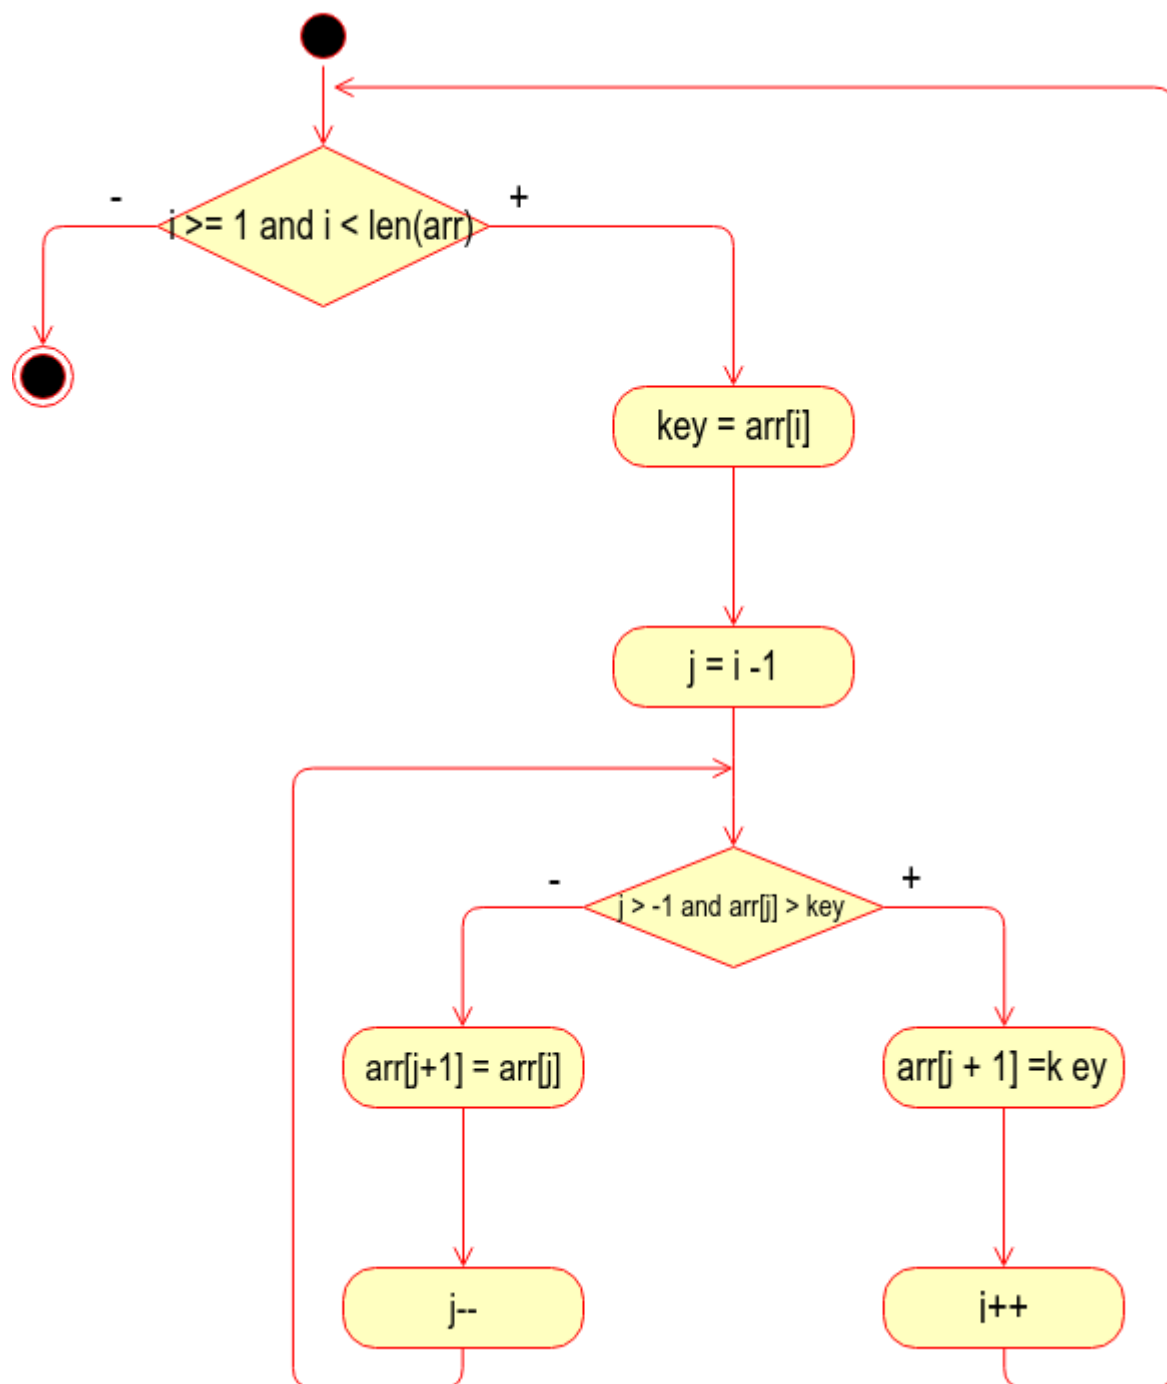 - +
i >= 1 and i < len(arr)
key = arr[i]
j = i -1
- +
j > -1 and arr[j] > key
arr[j+1] = arr[j]
arr[j + 1] =k ey
j--
i++